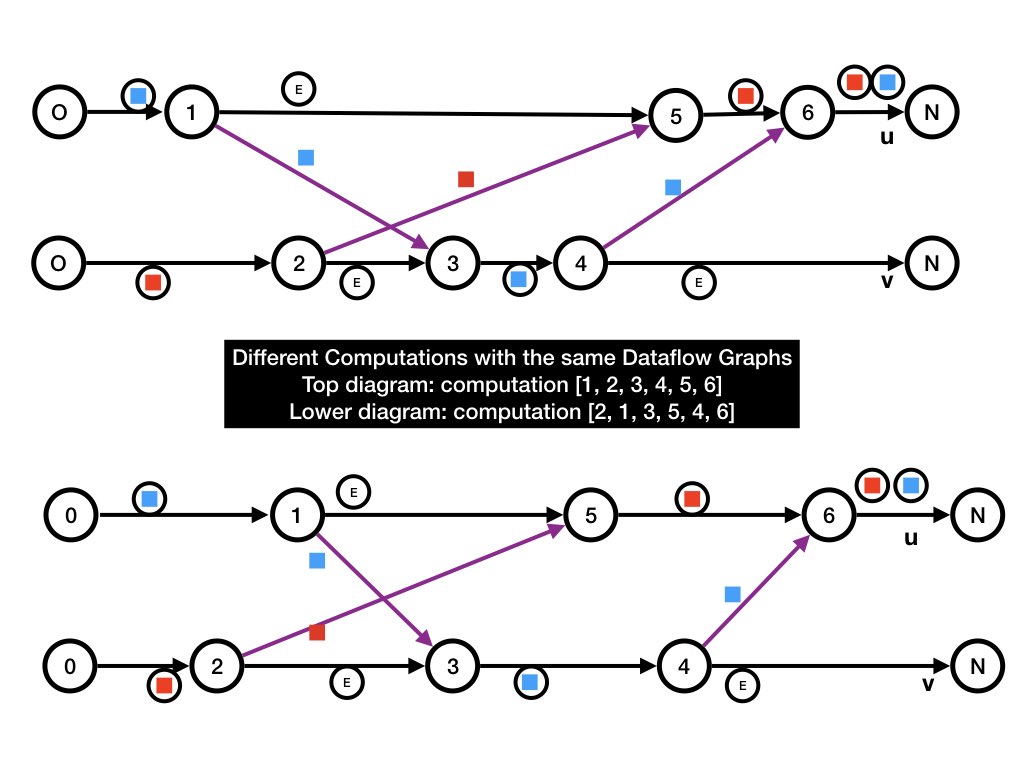 E
O 1 5 6 N
u
O 2 3 4 N
E E v
Different Computations with the same Dataflow Graphs
Top diagram: computation [1, 2, 3, 4, 5, 6]
Lower diagram: computation [2, 1, 3, 5, 4, 6]
E
0 1 5 6 N
u
0 2 3 4 N
E E v